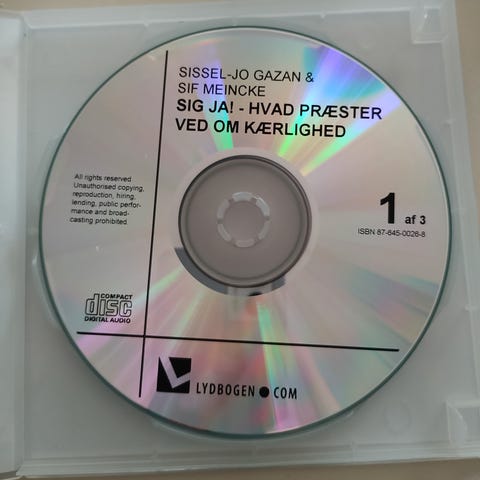 SISSEL-JO GAZAN &
SIF MEINCKE
SIG JA! - HVAD PRÆSTER
VED OM KÆRLIGHED
All rights reserved
Unauthorised copying,
reproduction, hiring,
lending, public perfor-
mance and broad-
casting prohibited.
1 af 3
ISBN 87-645-0026-8
COMPACT
disc
DIGITAL AUDIO
LYDBOGEN●COM